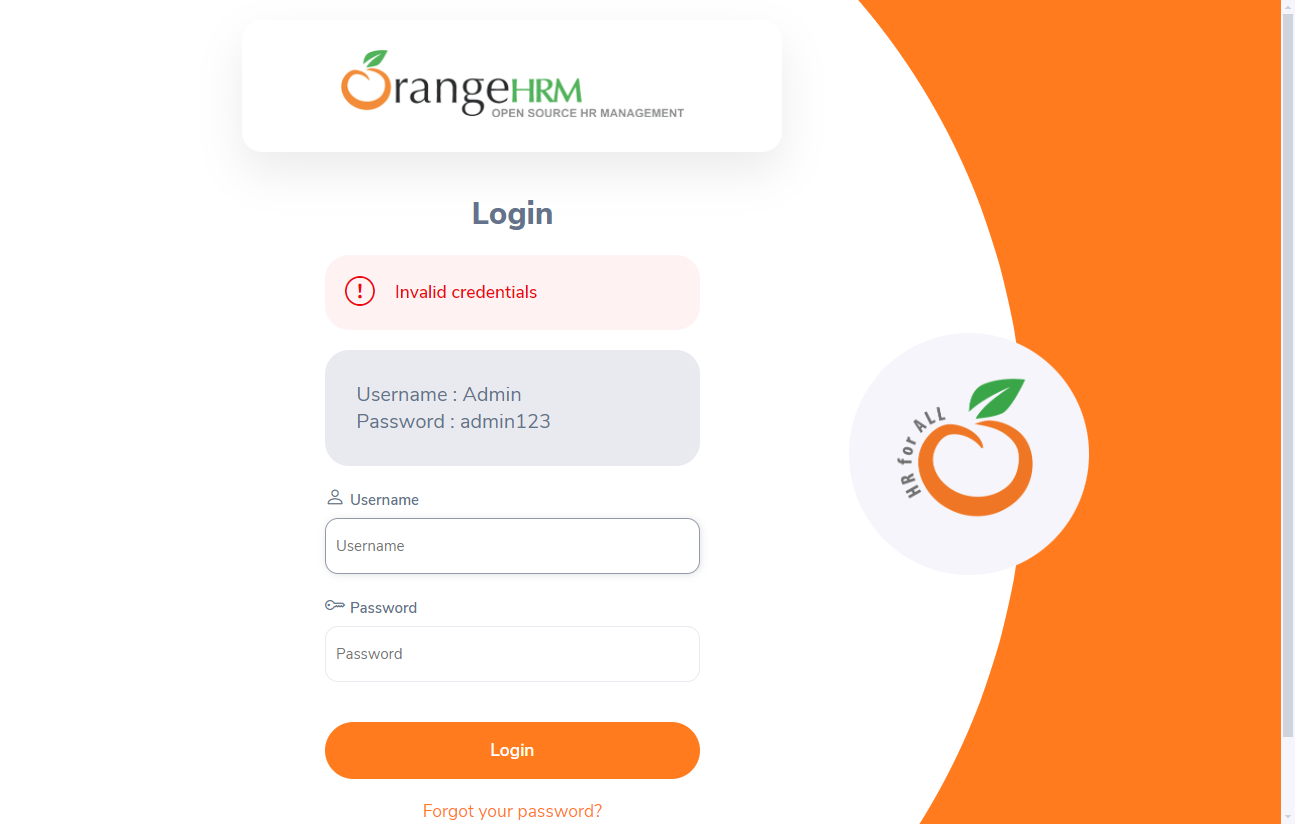 OrangeHRM
OPEN SOURCE HR MANAGEMENT
Login
Invalid credentials
Username : Admin
Password : admin123
Username
Username
Password
Password
Login
Forgot your password?
HR for ALL